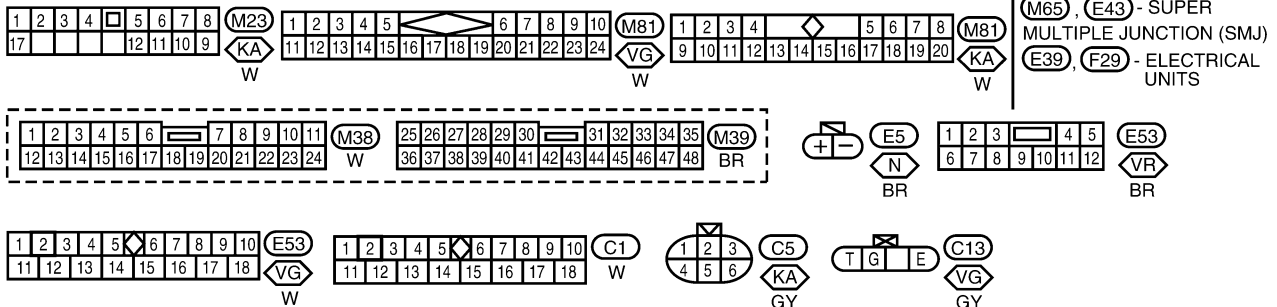 1 2 3 4 5 6 7 8 M23
17 12 11 10 9 KA
W
1 2 3 4 5 6 7 8 9 10 M81
11 12 13 14 15 16 17 18 19 20 21 22 23 24 VG
W
1 2 3 4 5 6 7 8 M81
9 10 11 12 13 14 15 16 17 18 19 20 KA
W
M65 , E43 - SUPER
MULTIPLE JUNCTION (SMJ)
E39 , F29 - ELECTRICAL
UNITS
1 2 3 4 5 6 7 8 9 10 11 M38
12 13 14 15 16 17 18 19 20 21 22 23 24 W
25 26 27 28 29 30 31 32 33 34 35 M39
36 37 38 39 40 41 42 43 44 45 46 47 48 BR
+ − E5
N
BR
1 2 3 4 5 E53
6 7 8 9 10 11 12 VR
BR
1 2 3 4 5 6 7 8 9 10 E53
11 12 13 14 15 16 17 18 VG
W
1 2 3 4 5 6 7 8 9 10 C1
11 12 13 14 15 16 17 18 W
1 2 3 C5
4 5 6 KA
GY
T G E C13
VG
GY